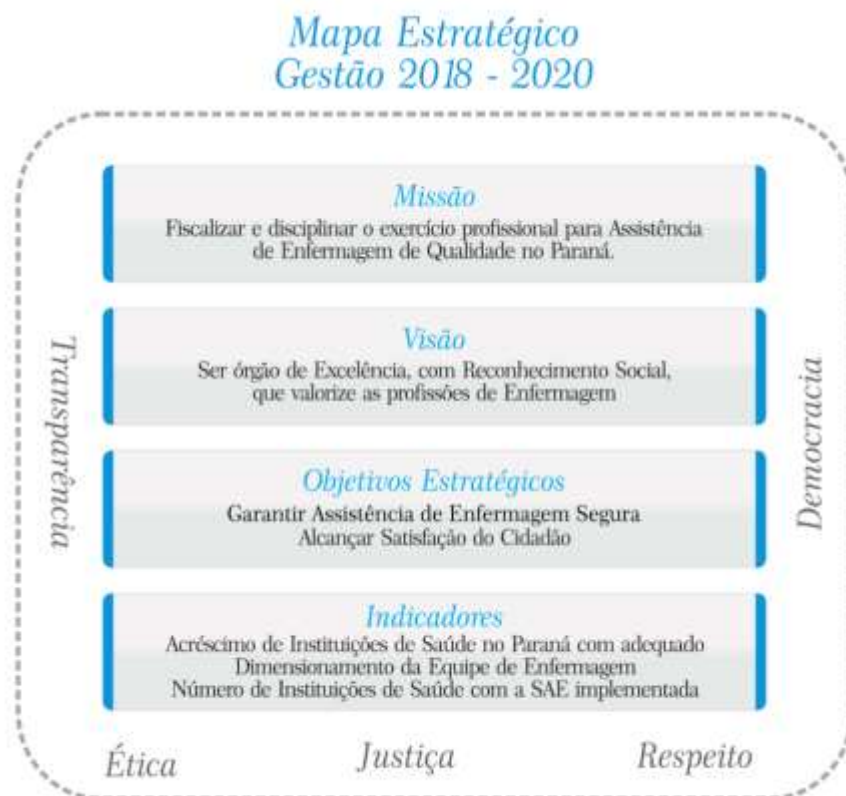 Mapa Estratégico
Gestão 2018 - 2020
Missão
Fiscalizar e disciplinar o exercício profissional para Assistência
de Enfermagem de Qualidade no Paraná.
Visão
Ser órgão de Excelência, com Reconhecimento Social,
que valorize as profissões de Enfermagem
Objetivos Estratégicos
Garantir Assistência de Enfermagem Segura
Alcançar Satisfação do Cidadão
Indicadores
Acréscimo de Instituições de Saúde no Paraná com adequado
Dimensionamento da Equipe de Enfermagem
Número de Instituições de Saúde com a SAE implementada
Transparência
Democracia
Ética
Justiça
Respeito